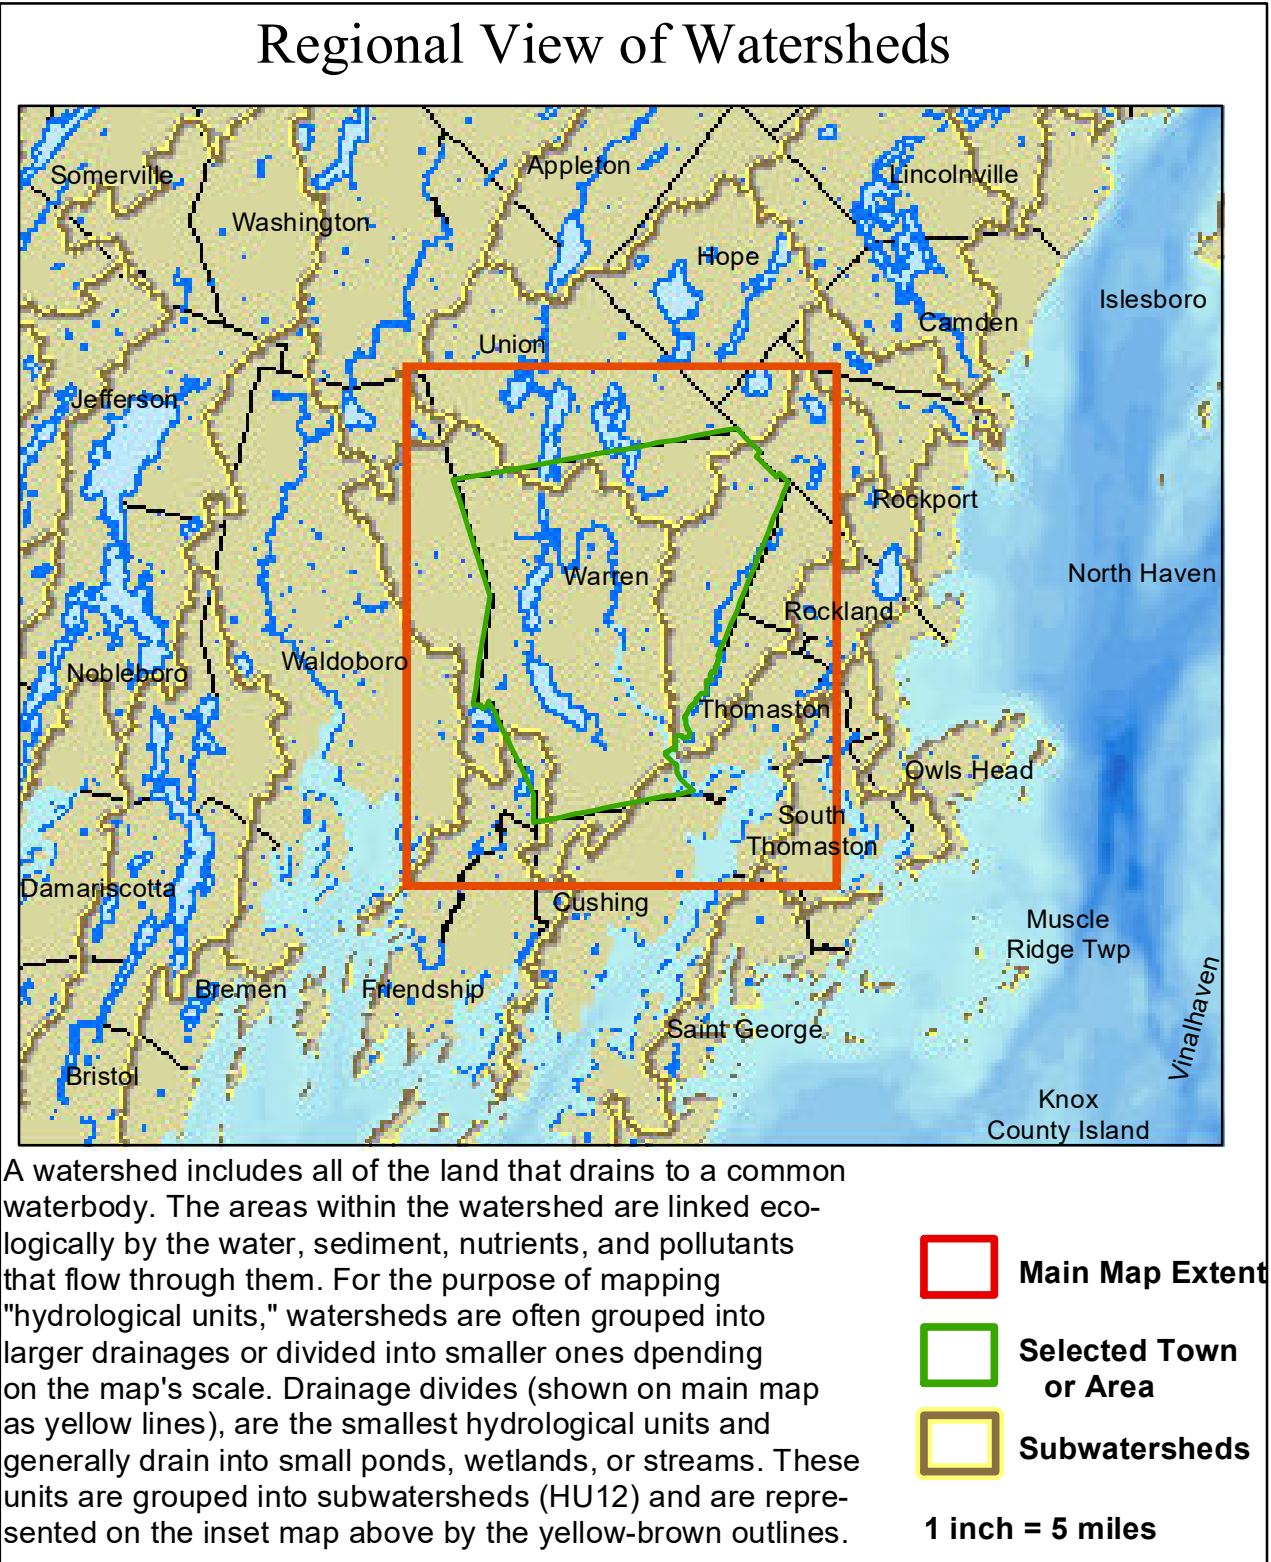 Regional View of Watersheds
Somerville
Appleton
Lincolnville
Washington
Hope
Islesboro
Camden
Union
Jefferson
Rockport
North Haven
Warren
Rockland
Waldoboro
Nobleboro
Thomaston
Owls Head
South
Thomaston
Damariscotta
Cushing
Muscle
Ridge Twp
Bremen
Friendship
Vinalhaven
Saint George
Bristol
Knox
County Island
A watershed includes all of the land that drains to a common
waterbody. The areas within the watershed are linked eco-
logically by the water, sediment, nutrients, and pollutants
that flow through them. For the purpose of mapping
"hydrological units," watersheds are often grouped into
larger drainages or divided into smaller ones dpending
on the map's scale. Drainage divides (shown on main map
as yellow lines), are the smallest hydrological units and
generally drain into small ponds, wetlands, or streams. These
units are grouped into subwatersheds (HU12) and are repre-
sented on the inset map above by the yellow-brown outlines.
Main Map Extent
Selected Town
or Area
Subwatersheds
1 inch = 5 miles